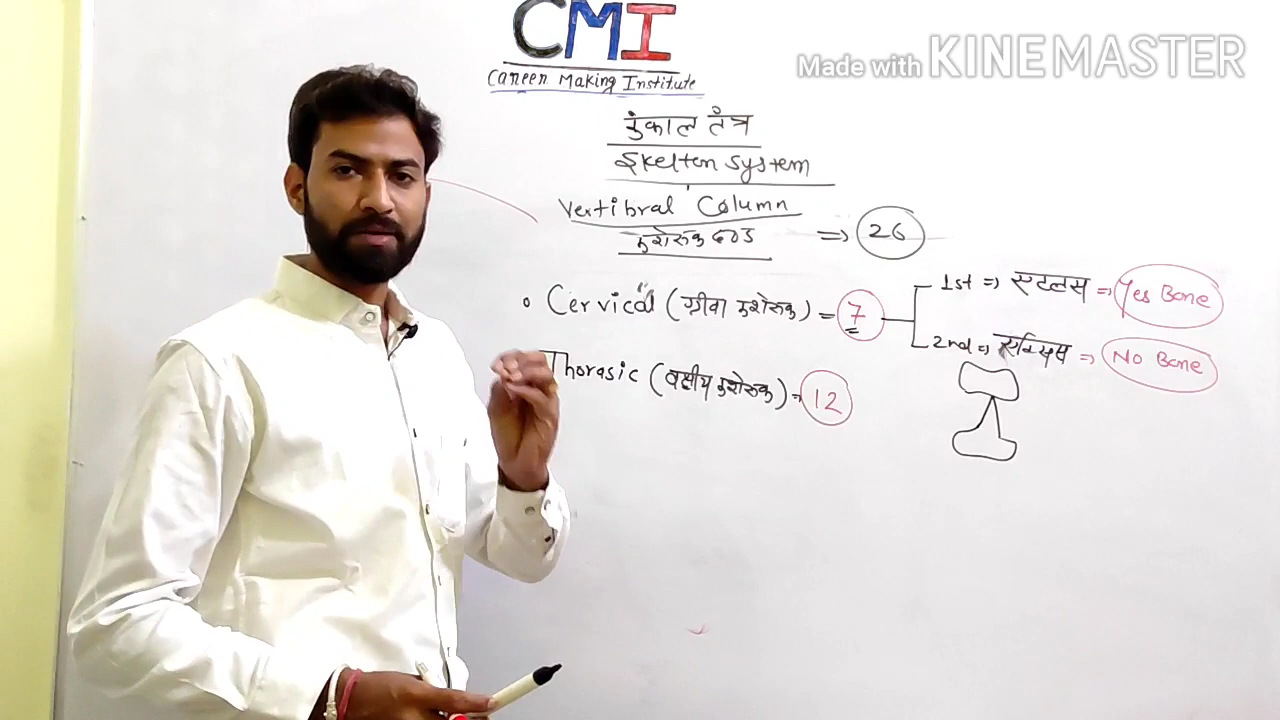 CMI
Made with KINEMASTER
Career Making Institute
कंकाल तंत्र
Skelten System
Vertibral Column
कशेरूक दण्ड => 26
Cervical (ग्रीवा कशेरूक) = 7
1st => एटलस => Yes Bone
2nd => एक्सिस => No Bone
Thorasic (वक्षीय कशेरूक) = 12